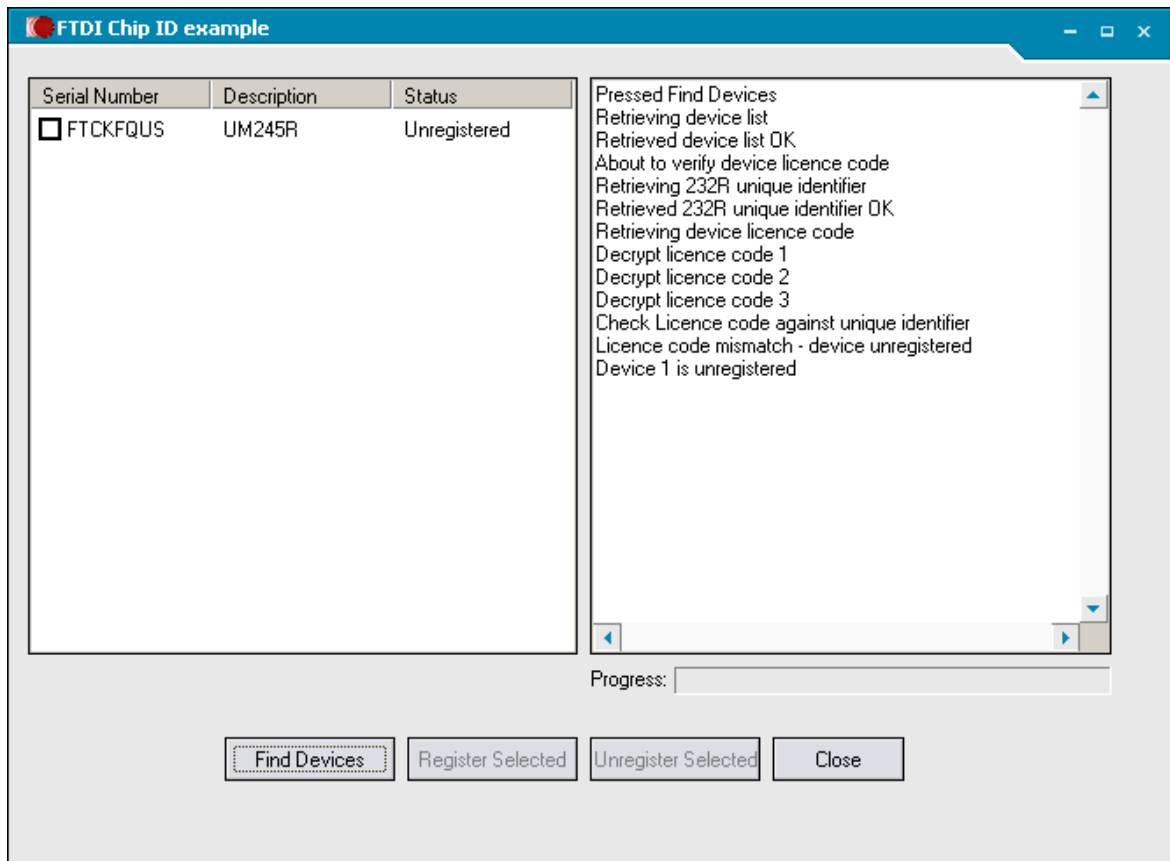 FTDI Chip ID example
Serial Number Description Status
FTCKFQUS UM245R Unregistered
Pressed Find Devices
Retrieving device list
Retrieved device list OK
About to verify device licence code
Retrieving 232R unique identifier
Retrieved 232R unique identifier OK
Retrieving device licence code
Decrypt licence code 1
Decrypt licence code 2
Decrypt licence code 3
Check Licence code against unique identifier
Licence code mismatch - device unregistered
Device 1 is unregistered
Progress:
Find Devices Register Selected Unregister Selected Close